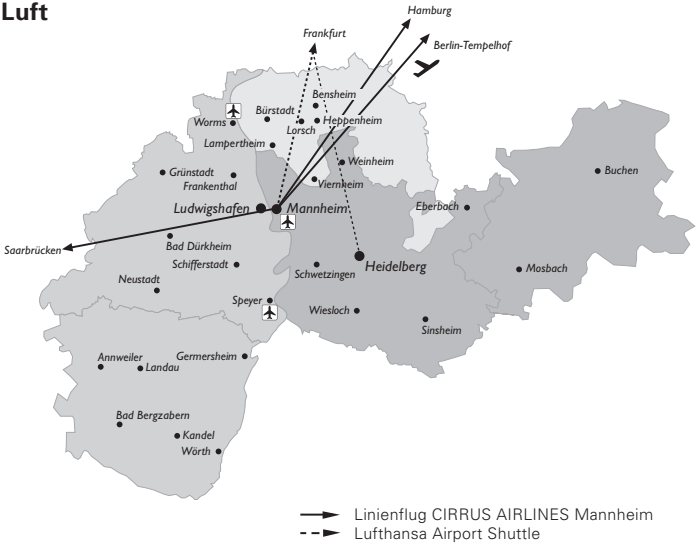 Luft
Hamburg
Frankfurt
Berlin-Tempelhof
Bensheim
Bürstadt
Worms
Lorsch
Heppenheim
Lampertheim
Weinheim
Grünstadt
Frankenthal
Viernheim
Buchen
Ludwigshafen
Mannheim
Eberbach
Saarbrücken
Bad Dürkheim
Schifferstadt
Schwetzingen
Heidelberg
Mosbach
Neustadt
Speyer
Wiesloch
Sinsheim
Annweiler
Landau
Germersheim
Bad Bergzabern
Kandel
Wörth
Linienflug CIRRUS AIRLINES Mannheim
Lufthansa Airport Shuttle